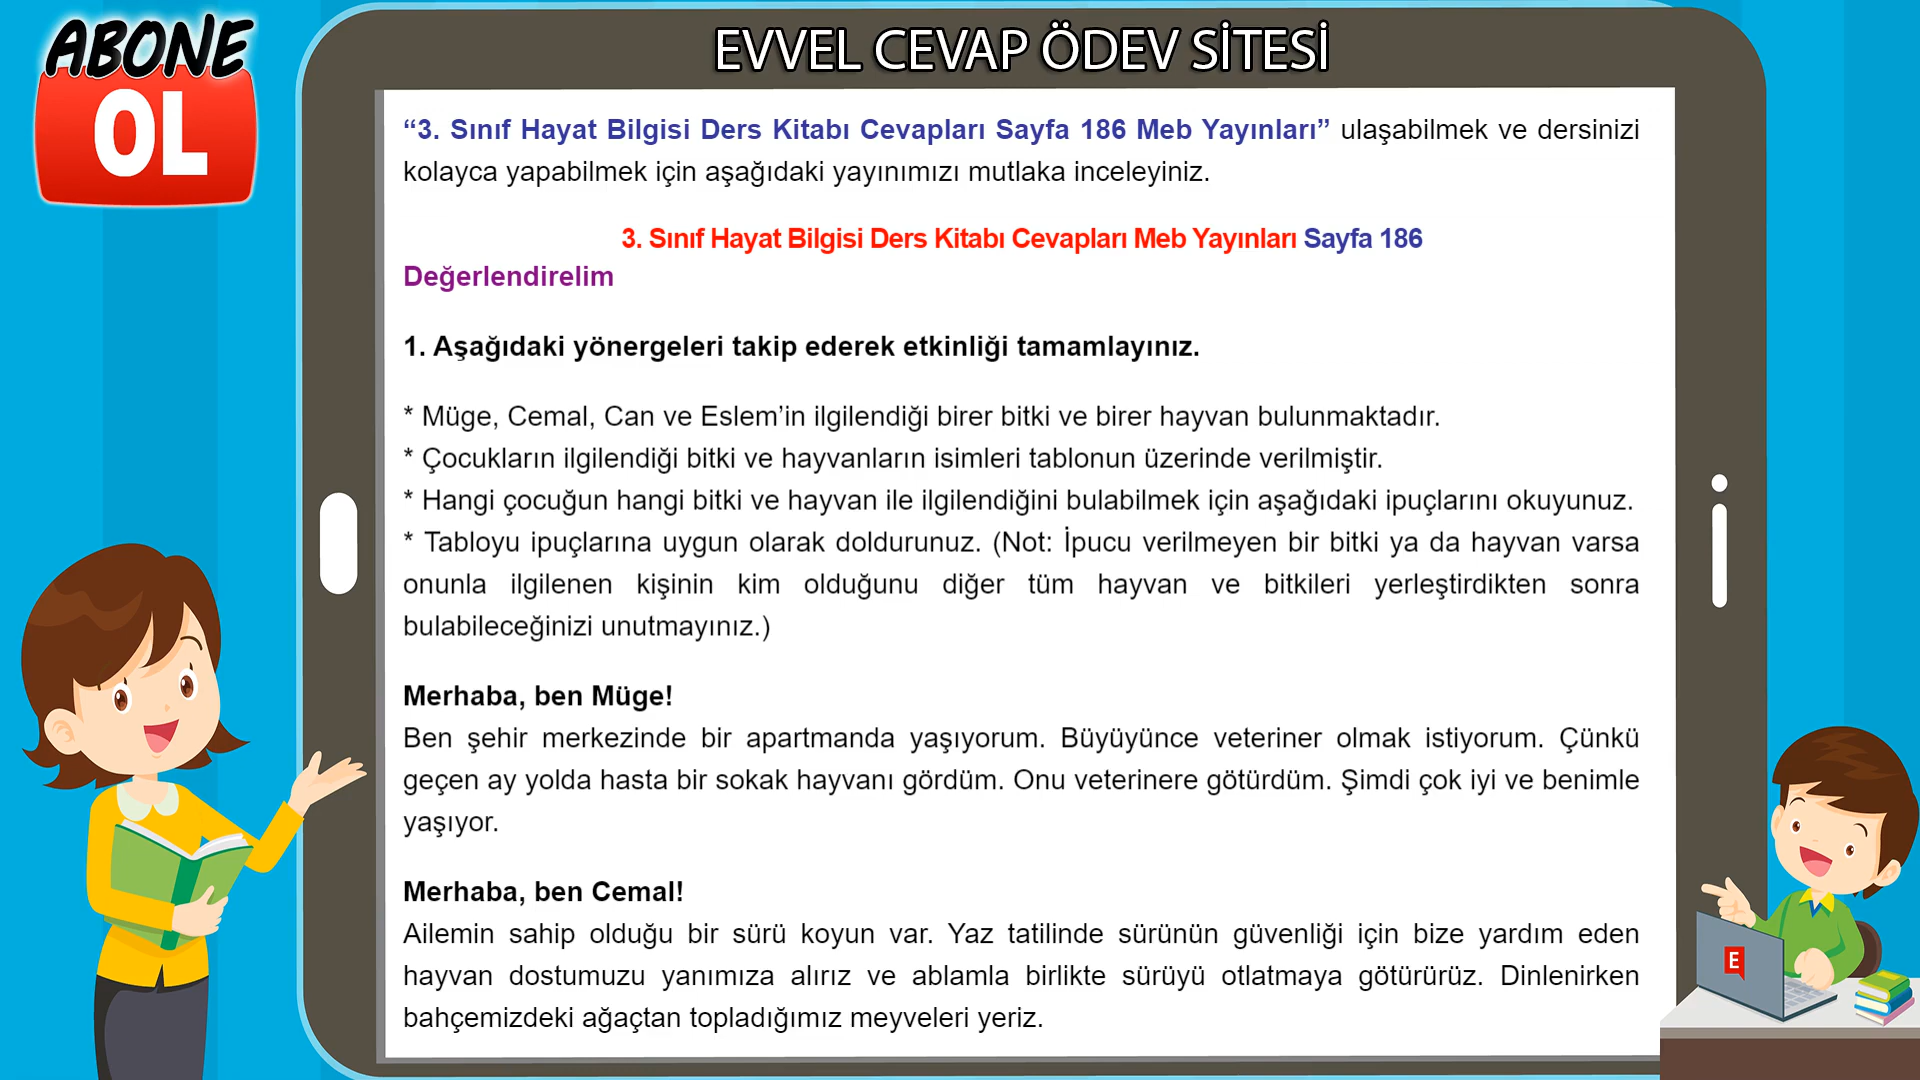 ABONE
OL
EVVEL CEVAP ÖDEV SİTESİ
“3. Sınıf Hayat Bilgisi Ders Kitabı Cevapları Sayfa 186 Meb Yayınları” ulaşabilmek ve dersinizi
kolayca yapabilmek için aşağıdaki yayınımızı mutlaka inceleyiniz.
3. Sınıf Hayat Bilgisi Ders Kitabı Cevapları Meb Yayınları Sayfa 186
Değerlendirelim
1. Aşağıdaki yönergeleri takip ederek etkinliği tamamlayınız.
* Müge, Cemal, Can ve Eslem’in ilgilendiği birer bitki ve birer hayvan bulunmaktadır.
* Çocukların ilgilendiği bitki ve hayvanların isimleri tablonun üzerinde verilmiştir.
* Hangi çocuğun hangi bitki ve hayvan ile ilgilendiğini bulabilmek için aşağıdaki ipuçlarını okuyunuz.
* Tabloyu ipuçlarına uygun olarak doldurunuz. (Not: İpucu verilmeyen bir bitki ya da hayvan varsa
onunla ilgilenen kişinin kim olduğunu diğer tüm hayvan ve bitkileri yerleştirdikten sonra
bulabileceğinizi unutmayınız.)
Merhaba, ben Müge!
Ben şehir merkezinde bir apartmanda yaşıyorum. Büyüyünce veteriner olmak istiyorum. Çünkü
geçen ay yolda hasta bir sokak hayvanı gördüm. Onu veterinere götürdüm. Şimdi çok iyi ve benimle
yaşıyor.
Merhaba, ben Cemal!
Ailemin sahip olduğu bir sürü koyun var. Yaz tatilinde sürünün güvenliği için bize yardım eden
hayvan dostumuzu yanımıza alırız ve ablamla birlikte sürüyü otlatmaya götürürüz. Dinlenirken
bahçemizdeki ağaçtan topladığımız meyveleri yeriz.
E